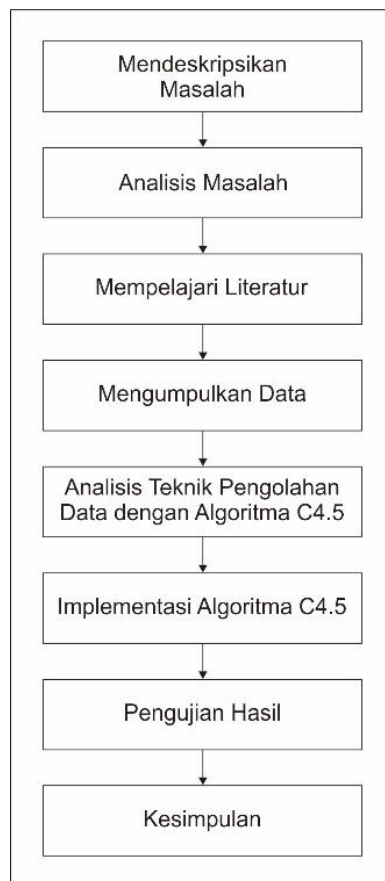 Mendeskripsikan
Masalah
Analisis Masalah
Mempelajari Literatur
Mengumpulkan Data
Analisis Teknik Pengolahan
Data dengan Algoritma C4.5
Implementasi Algoritma C4.5
Pengujian Hasil
Kesimpulan